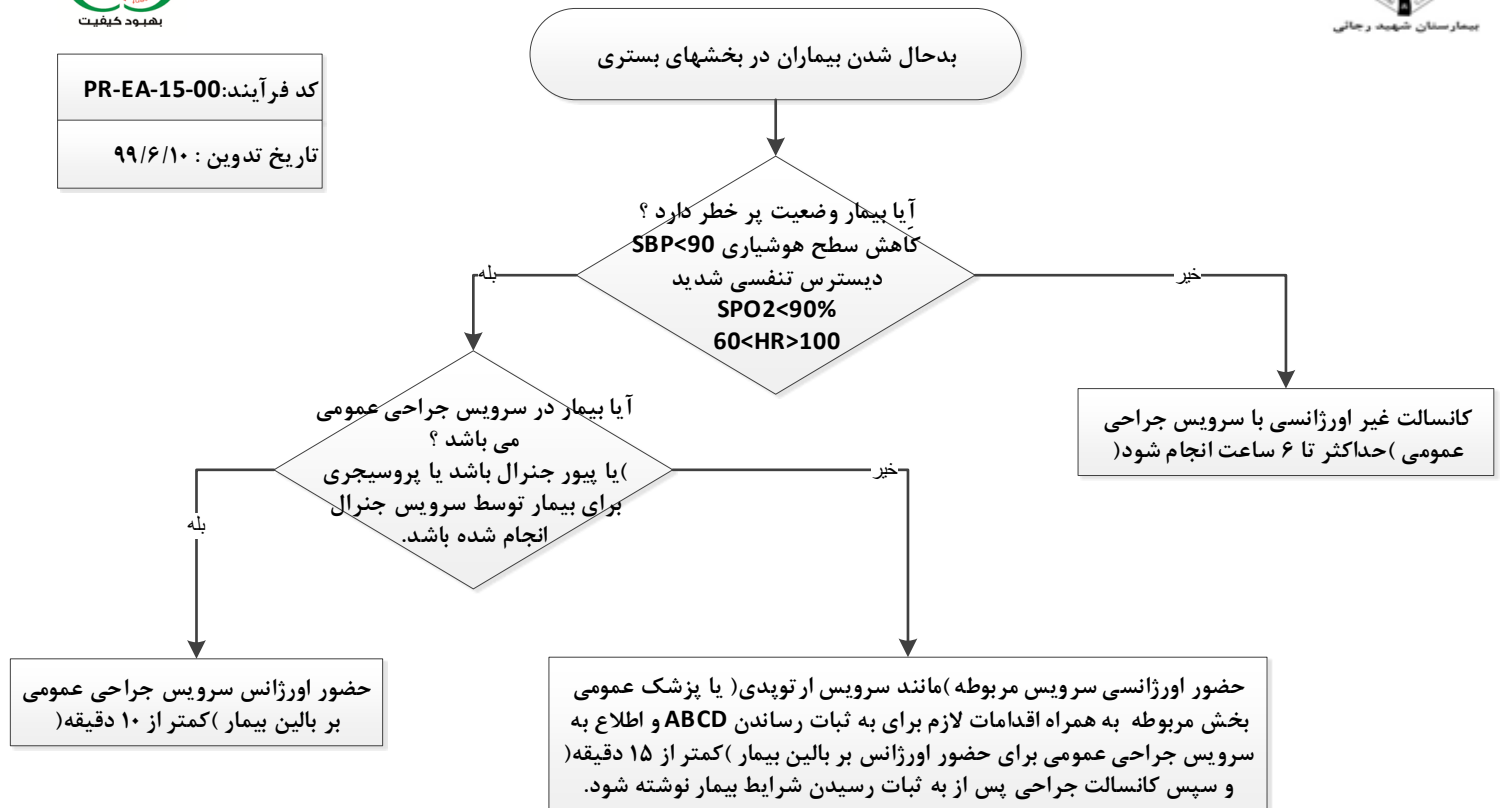 بهبود کیفیت
بیمارستان شهید رجائی
کد فرآیند:PR-EA-15-00
تاریخ تدوین : ۹۹/۶/۱۰
بدحال شدن بیماران در بخشهای بستری
آیا بیمار وضعیت پر خطر دارد ؟
کاهش سطح هوشیاری SBP<90
دیسترس تنفسی شدید
SPO2<90%
60<HR>100
بله
خیر
آیا بیمار در سرویس جراحی عمومی
می باشد ؟
)یا پیور جنرال باشد یا پروسیجری
برای بیمار توسط سرویس جنرال
انجام شده باشد.
کانسالت غیر اورژانسی با سرویس جراحی
عمومی )حداکثر تا ۶ ساعت انجام شود(
بله
خیر
حضور اورژانس سرویس جراحی عمومی
بر بالین بیمار )کمتر از ۱۰ دقیقه(
حضور اورژانسی سرویس مربوطه )مانند سرویس ارتوپدی( یا پزشک عمومی
بخش مربوطه به همراه اقدامات لازم برای به ثبات رساندن ABCD و اطلاع به
سرویس جراحی عمومی برای حضور اورژانس بر بالین بیمار )کمتر از ۱۵ دقیقه(
و سپس کانسالت جراحی پس از به ثبات رسیدن شرایط بیمار نوشته شود.